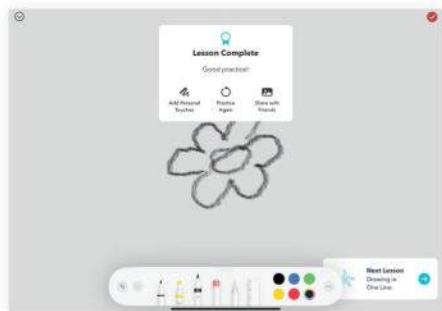 Lesson Complete
Good practice!
Add Personal
Touches
Practice
Again
Share with
Friends
Next Lesson
Drawing in
One Line